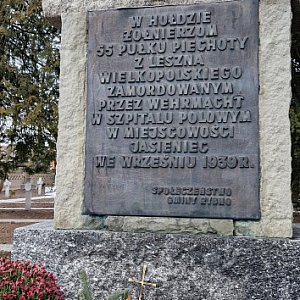 W HOŁDZIE
ŻOŁNIERZOM
55 PUŁKU PIECHOTY
Z LESZNA
WIELKOPOLSKIEGO
ZAMORDOWANYM
PRZEZ WEHRMACHT
W SZPITALU POLOWYM
W MIEJSCOWOŚCI
JASIENIEC
WE WRZEŚNIU 1939 R.
SPOŁECZEŃSTWO
GMINY RYBNO